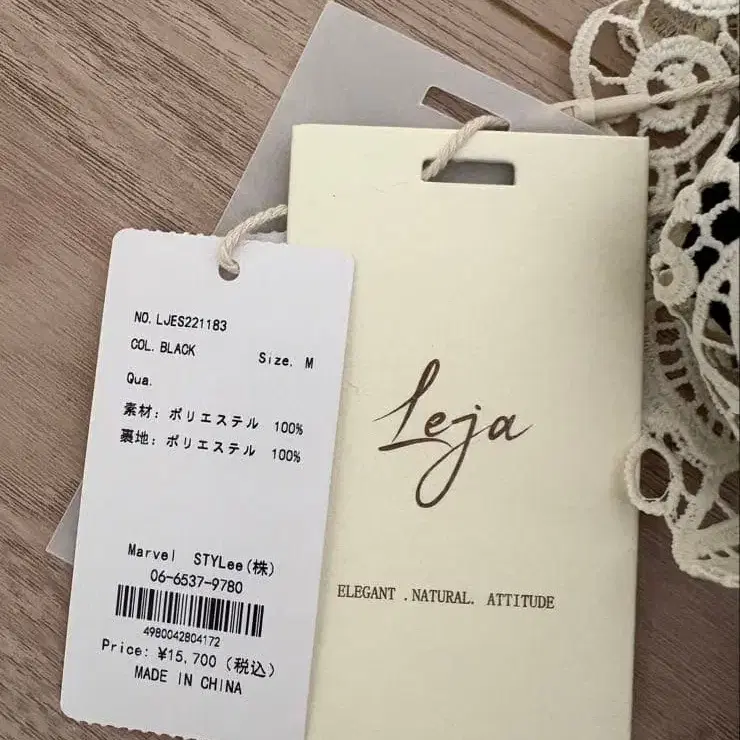 NO. LJES221183
COL. BLACK Size. M
Qua.
素材: ポリエステル 100%
裏地: ポリエステル 100%
Marvel STYLee(株)
06-6537-9780
4980042804172
Price: ¥15,700 (税込)
MADE IN CHINA
Leja
ELEGANT .NATURAL. ATTITUDE